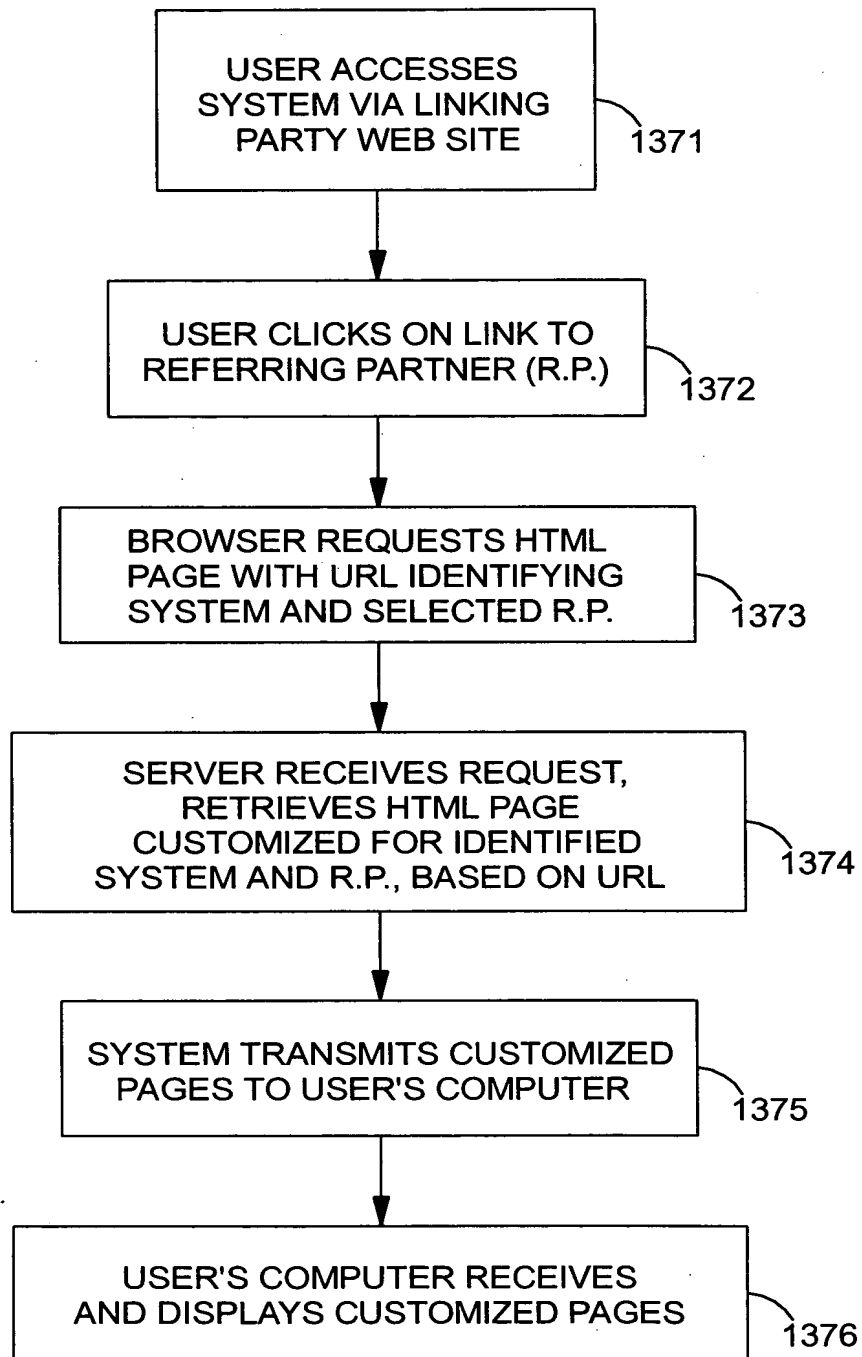 USER ACCESSES
SYSTEM VIA LINKING
PARTY WEB SITE
1371
USER CLICKS ON LINK TO
REFERRING PARTNER (R.P.)
1372
BROWSER REQUESTS HTML
PAGE WITH URL IDENTIFYING
SYSTEM AND SELECTED R.P.
1373
SERVER RECEIVES REQUEST,
RETRIEVES HTML PAGE
CUSTOMIZED FOR IDENTIFIED
SYSTEM AND R.P., BASED ON URL
1374
SYSTEM TRANSMITS CUSTOMIZED
PAGES TO USER'S COMPUTER
1375
USER'S COMPUTER RECEIVES
AND DISPLAYS CUSTOMIZED PAGES
1376